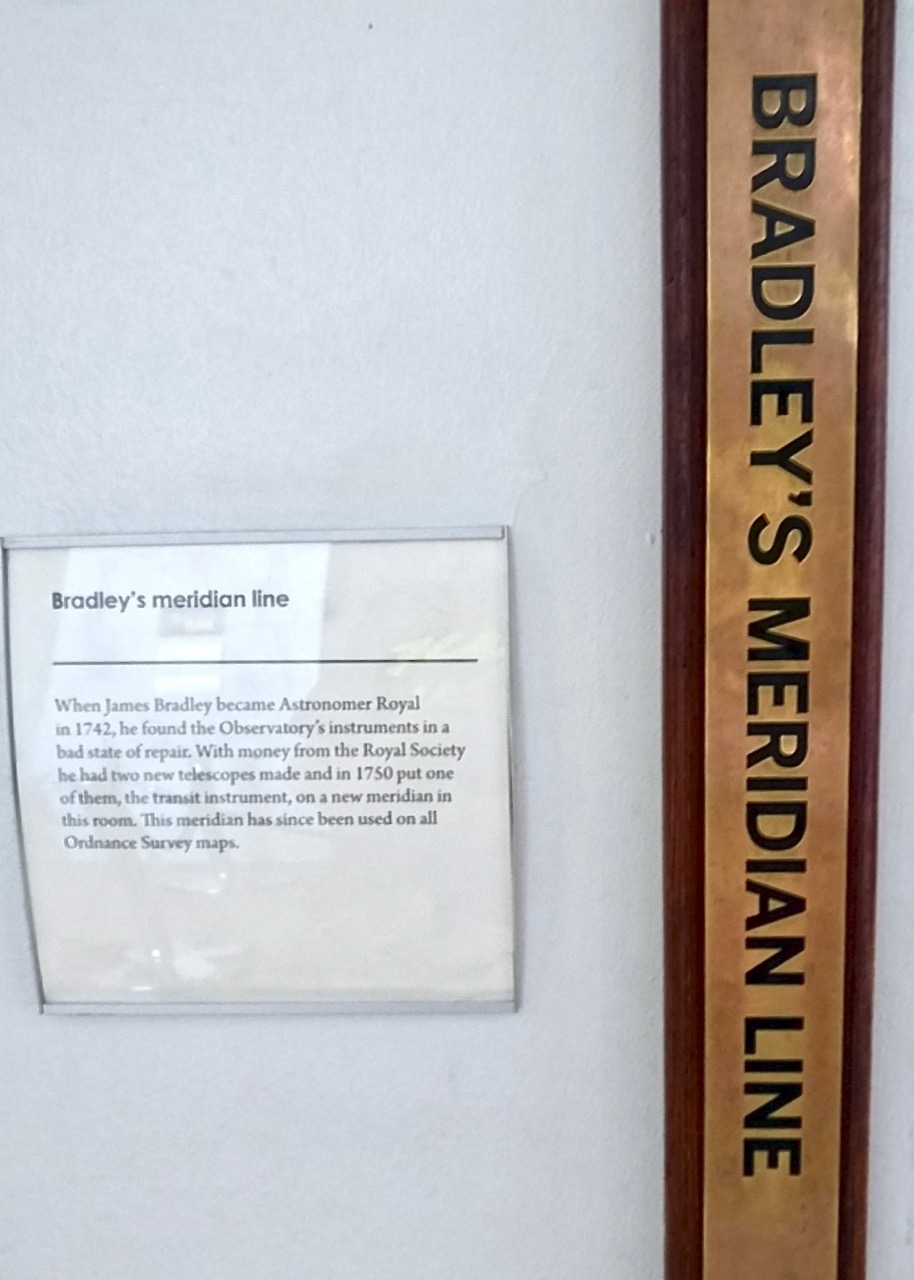 Bradley's meridian line
When James Bradley became Astronomer Royal
in 1742, he found the Observatory's instruments in a
bad state of repair. With money from the Royal Society
he had two new telescopes made and in 1750 put one
of them, the transit instrument, on a new meridian in
this room. This meridian has since been used on all
Ordnance Survey maps.
BRADLEY'S MERIDIAN LINE